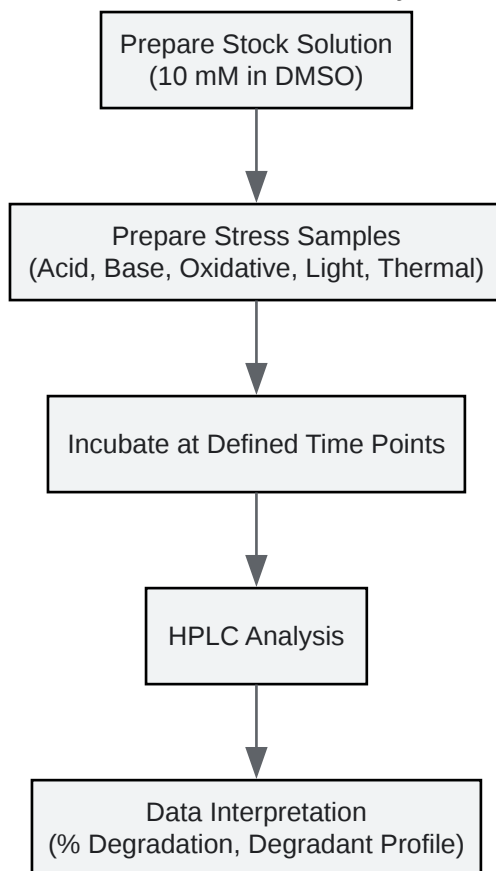 Prepare Stock Solution
(10 mM in DMSO)
Prepare Stress Samples
(Acid, Base, Oxidative, Light, Thermal)
Incubate at Defined Time Points
HPLC Analysis
Data Interpretation
(% Degradation, Degradant Profile)